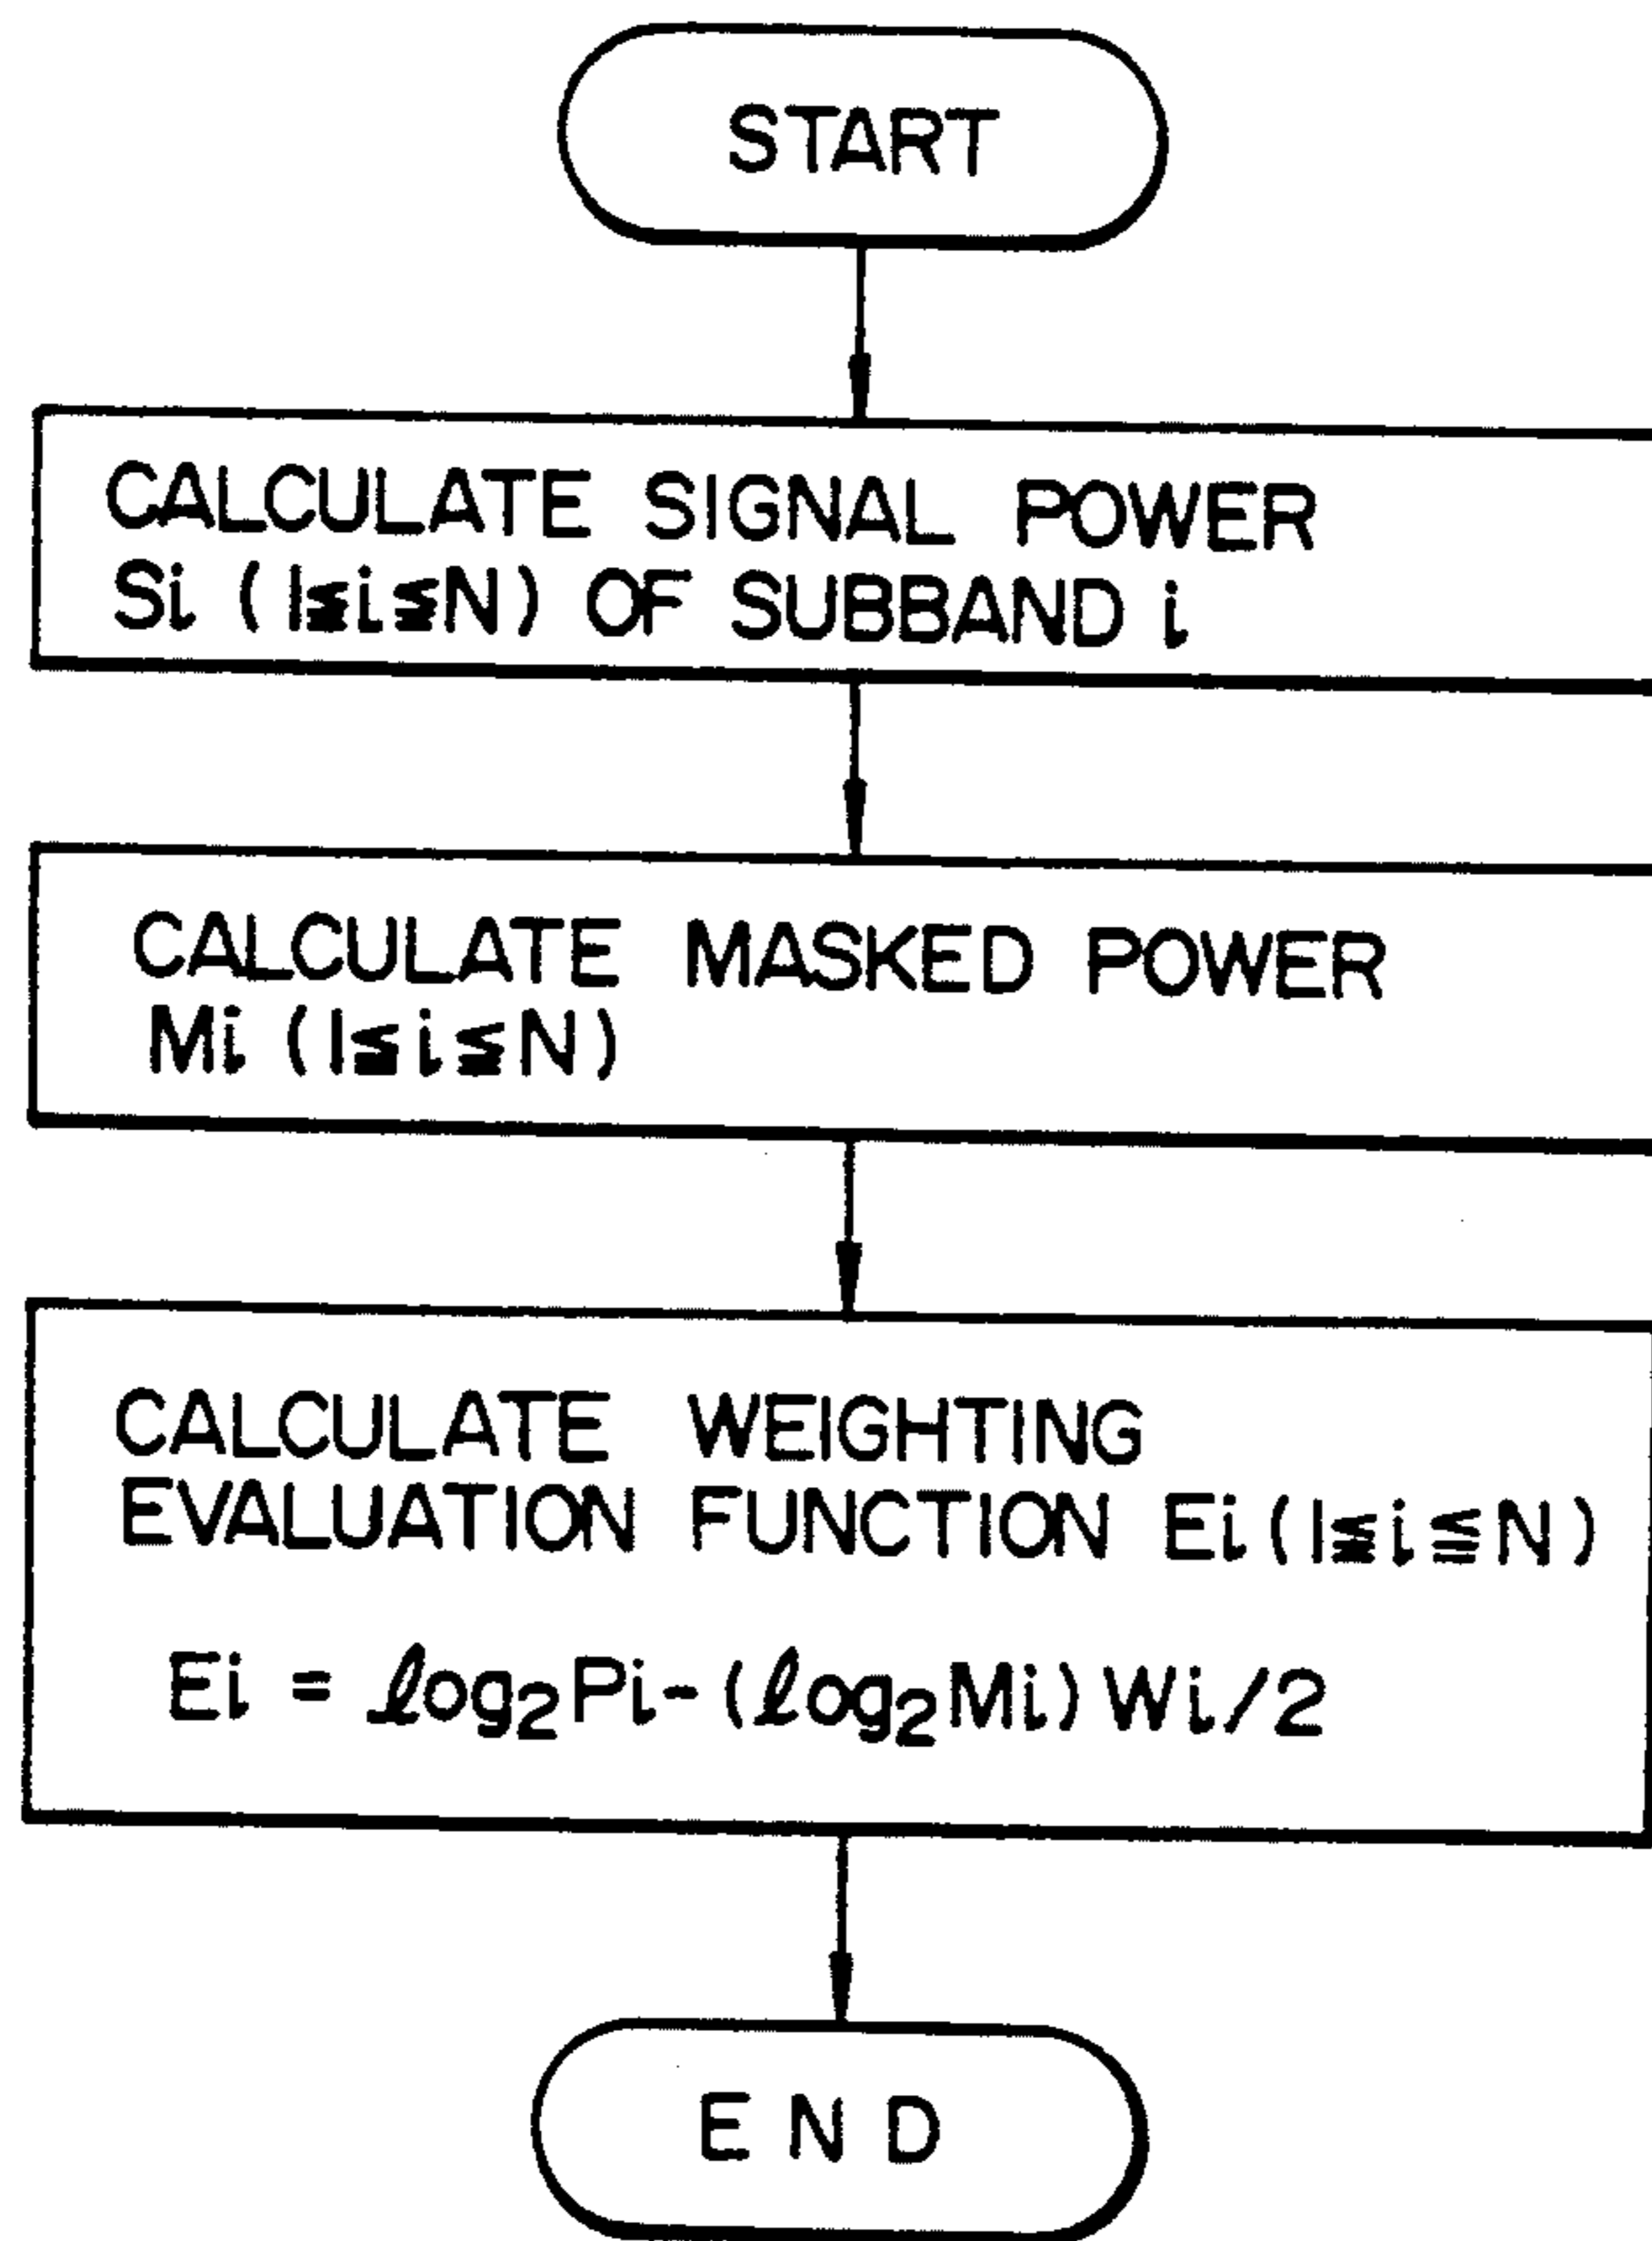 START
CALCULATE SIGNAL POWER
Si (1≦i≦N) OF SUBBAND i
CALCULATE MASKED POWER
Mi (1≦i≦N)
CALCULATE WEIGHTING
EVALUATION FUNCTION Ei (1≦i≦N)
Ei = log₂Pi-(log₂Mi)Wi/2
END